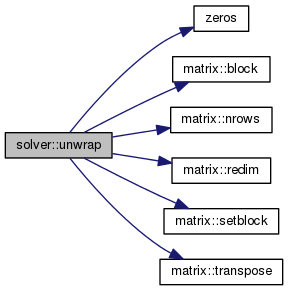 zeros
matrix::block
matrix::nrows
solver::unwrap
matrix::redim
matrix::setblock
matrix::transpose